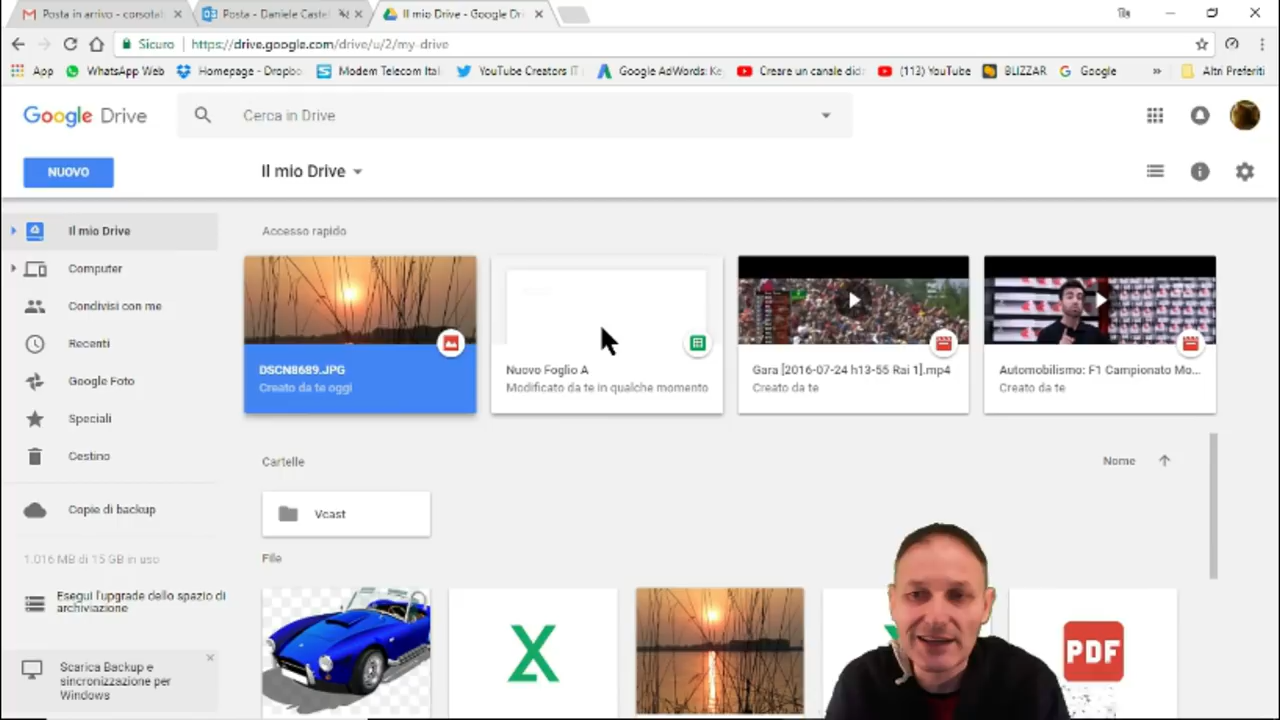 Posta in arrivo - corsota
Posta - Daniele Caste
Il mio Drive - Google Dri
Sicuro
https://drive.google.com/drive/u/2/my-drive
App
WhatsApp Web
Homepage - Dropbo
Modem Telecom Ital
YouTube Creators IT
Google AdWords: Ke
Creare un canale did
(113) YouTube
BLIZZAR
Google
»
Altri Preferiti
Google Drive
Cerca in Drive
NUOVO
Il mio Drive
Il mio Drive
Computer
Condivisi con me
Recenti
Google Foto
Speciali
Cestino
Copie di backup
1.016 MB di 15 GB in uso
Esegui l'upgrade dello spazio di
archiviazione
Scarica Backup e
sincronizzazione per
Windows
Accesso rapido
DSCN8689.JPG
Creato da te oggi
Nuovo Foglio A
Modificato da te in qualche momento
Gara [2016-07-24 h13-55 Rai 1].mp4
Creato da te
Automobilismo: F1 Campionato Mo...
Creato da te
Cartelle
Nome
Vcast
File
X
PDF